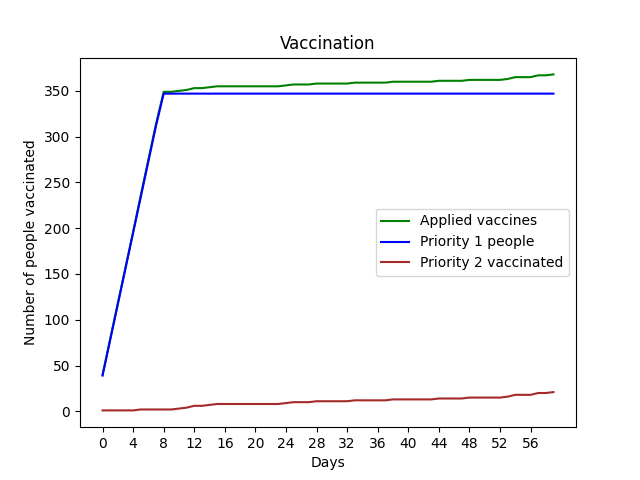 Vaccination
Number of people vaccinated
350
300
250
200
150
100
50
0
Applied vaccines
Priority 1 people
Priority 2 vaccinated
0 4 8 12 16 20 24 28 32 36 40 44 48 52 56
Days